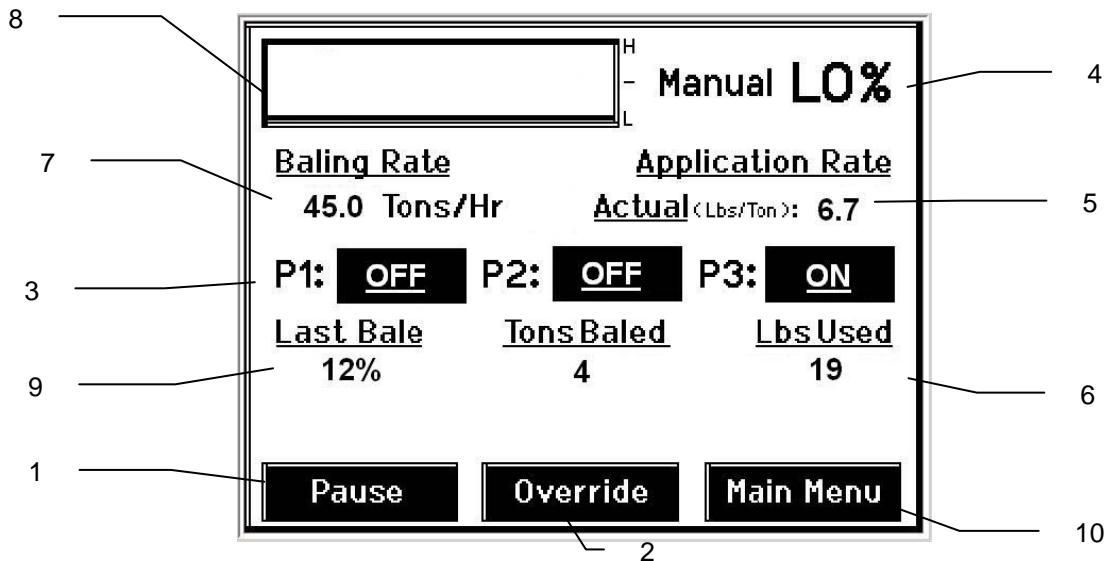 8
H
–
L
Manual LO%
4
7
Baling Rate
Application Rate
45.0 Tons/Hr
Actual (Lbs/Ton): 6.7
5
3
P1: OFF P2: OFF P3: ON
Last Bale
Tons Baled
Lbs Used
9
12%
4
19
6
1
Pause
Override
Main Menu
2
10